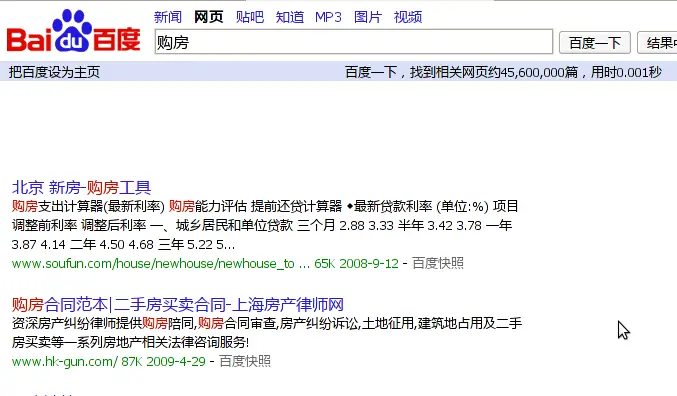 新闻 网页 贴吧 知道 MP3 图片 视频
Bai du 百度
购房 百度一下 结果中
把百度设为主页 百度一下，找到相关网页约45,600,000篇，用时0.001秒
北京 新房-购房工具
购房支出计算器(最新利率) 购房能力评估 提前还贷计算器 ◆最新贷款利率 (单位:%) 项目
调整前利率 调整后利率 一、城乡居民和单位贷款 三个月 2.88 3.33 半年 3.42 3.78 一年
3.87 4.14 二年 4.50 4.68 三年 5.22 5...
www.soufun.com/house/newhouse/newhouse_to ... 65K 2008-9-12 - 百度快照
购房合同范本|二手房买卖合同-上海房产律师网
资深房产纠纷律师提供购房陪同,购房合同审查,房产纠纷诉讼,土地征用,建筑地占用及二手
房买卖等一系列房地产相关法律咨询服务!
www.hk-gun.com/ 87K 2009-4-29 - 百度快照